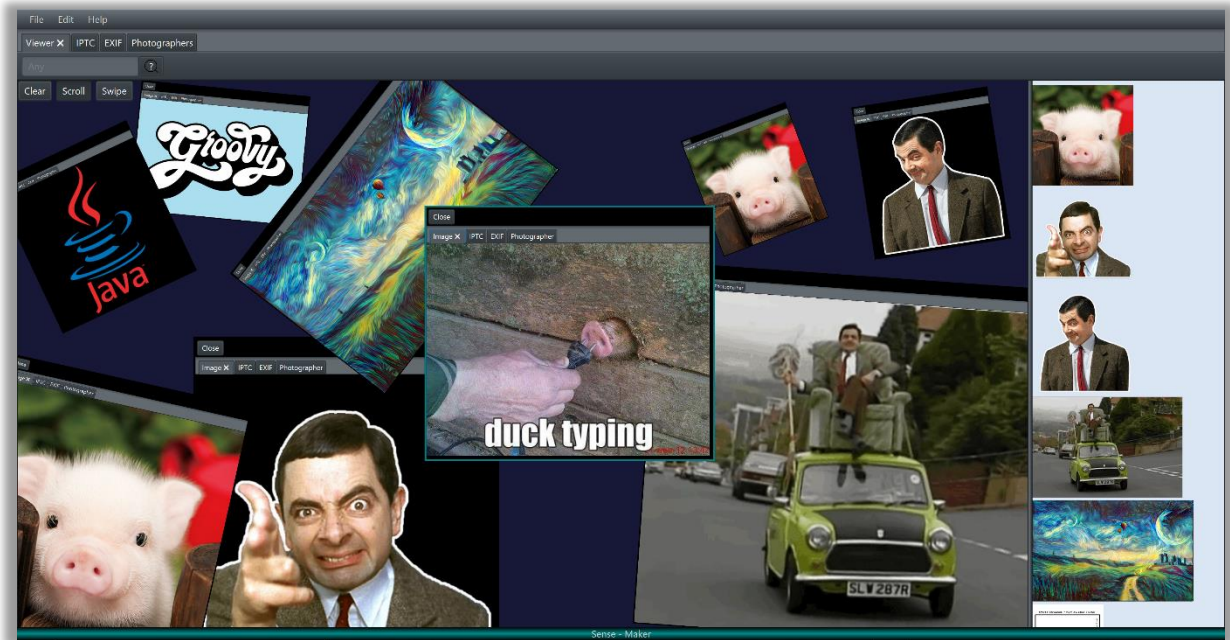 File Edit Help
Viewer X IPTC EXIF Photographers
Any
Clear Scroll Swipe
Groovy
Java
Close
Image X IPTC EXIF Photographer
duck typing
Close
Image X IPTC EXIF Photographer
SLW 287R
Sense - Maker